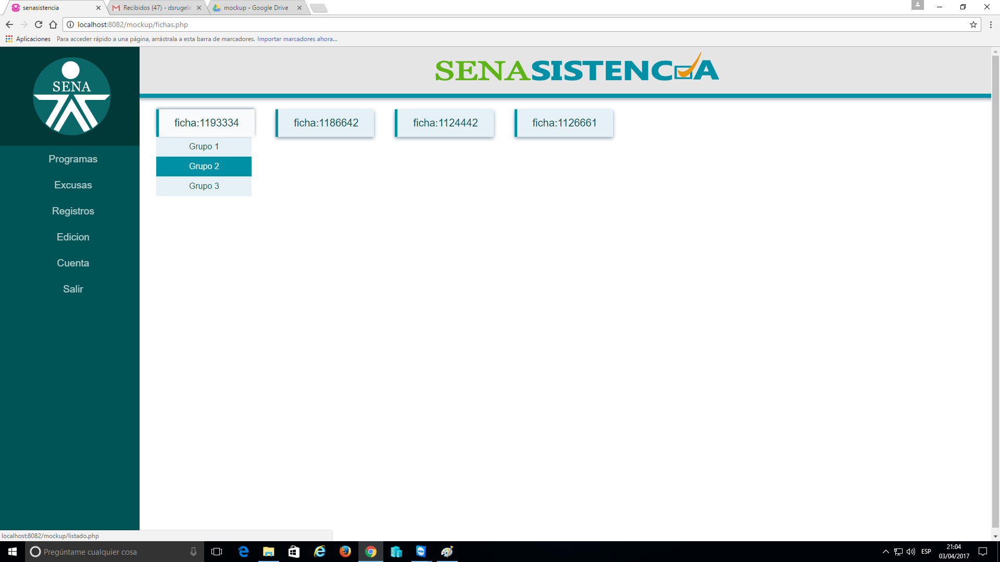 senasistencia
Recibidos (47) - dsrugele
mockup - Google Drive
localhost:8082/mockup/fichas.php
Aplicaciones
Para acceder rápido a una página, arrástrala a esta barra de marcadores. Importar marcadores ahora...
SENA
SENASISTENCIA
ficha:1193334
ficha:1186642
ficha:1124442
ficha:1126661
Grupo 1
Grupo 2
Grupo 3
Programas
Excusas
Registros
Edicion
Cuenta
Salir
localhost:8082/mockup/listado.php
Pregúntame cualquier cosa
ESP
21:04
03/04/2017